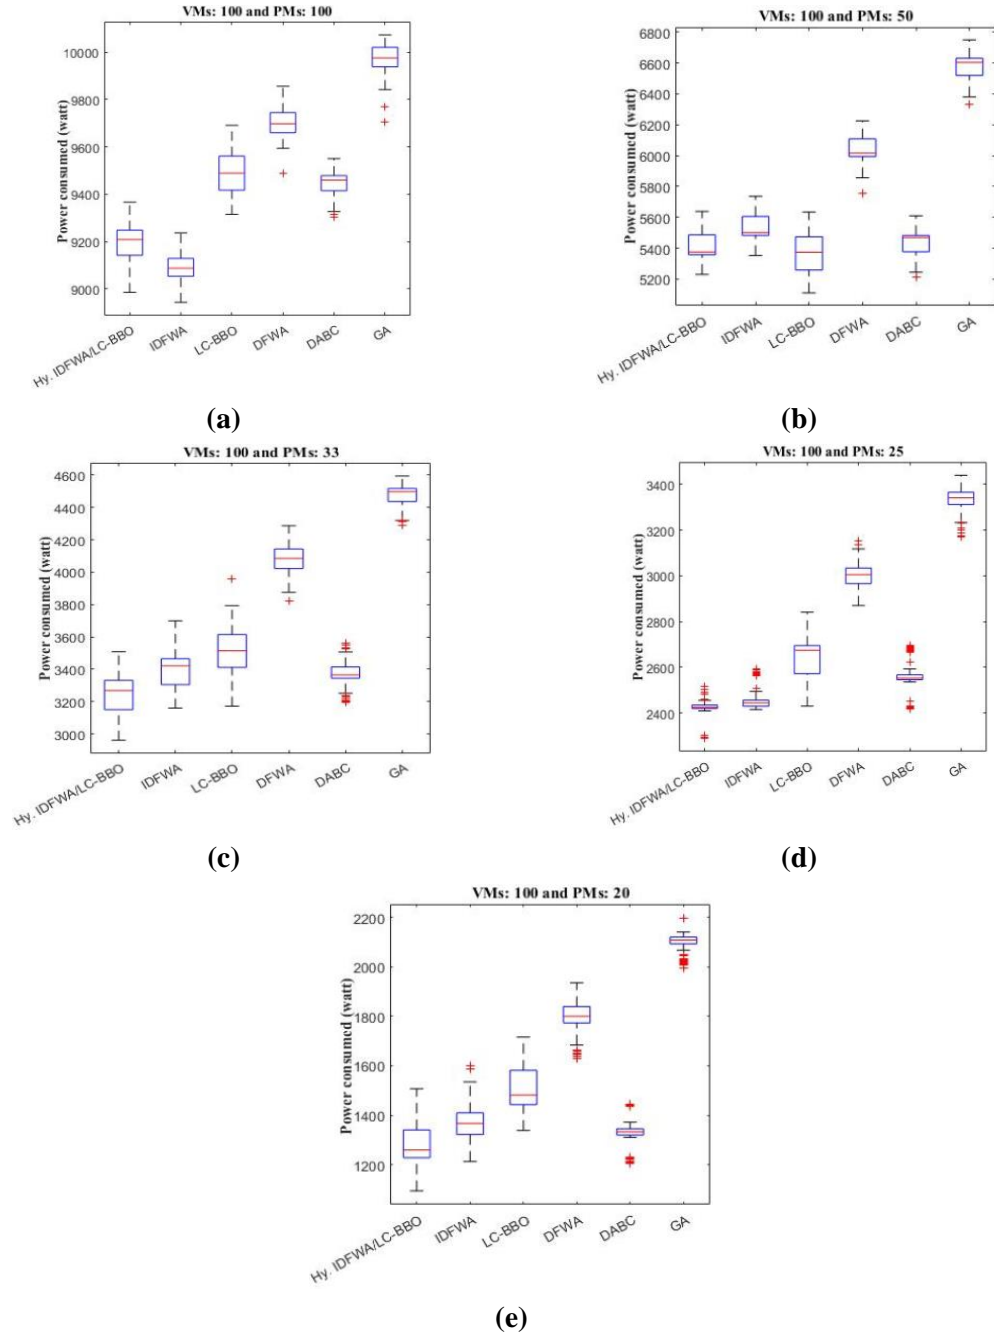 VMs: 100 and PMs: 100
Power consumed (watt)
10000
9800
9600
9400
9200
9000
Hy. IDFWA/LC-BBO
IDFWA
LC-BBO
DFWA
DABC
GA
(a)
VMs: 100 and PMs: 50
Power consumed (watt)
6800
6600
6400
6200
6000
5800
5600
5400
5200
Hy. IDFWA/LC-BBO
IDFWA
LC-BBO
DFWA
DABC
GA
(b)
VMs: 100 and PMs: 33
Power consumed (watt)
4600
4400
4200
4000
3800
3600
3400
3200
3000
Hy. IDFWA/LC-BBO
IDFWA
LC-BBO
DFWA
DABC
GA
(c)
VMs: 100 and PMs: 25
Power consumed (watt)
3400
3200
3000
2800
2600
2400
Hy. IDFWA/LC-BBO
IDFWA
LC-BBO
DFWA
DABC
GA
(d)
VMs: 100 and PMs: 20
Power consumed (watt)
2200
2000
1800
1600
1400
1200
Hy. IDFWA/LC-BBO
IDFWA
LC-BBO
DFWA
DABC
GA
(e)